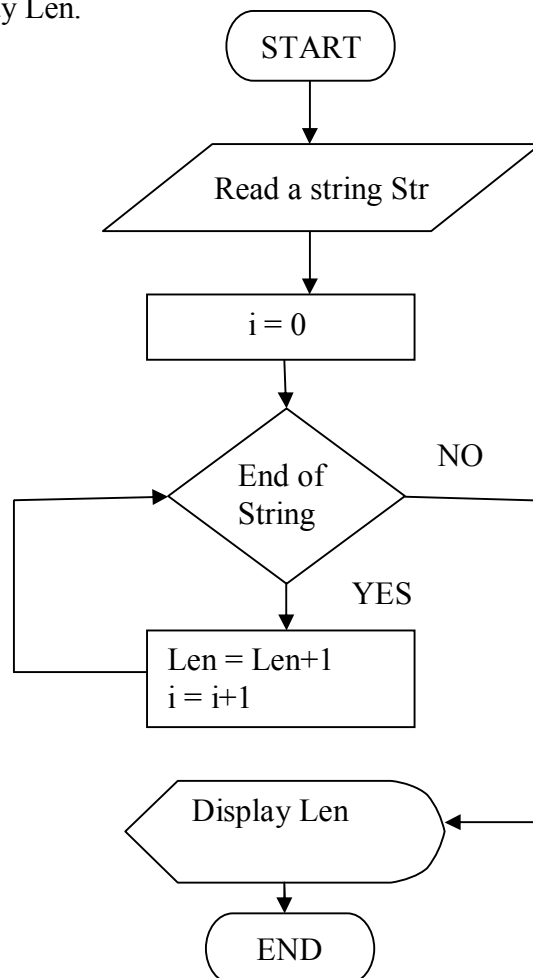 y Len.
START
Read a string Str
i = 0
End of
String
NO
YES
Len = Len+1
i = i+1
Display Len
END